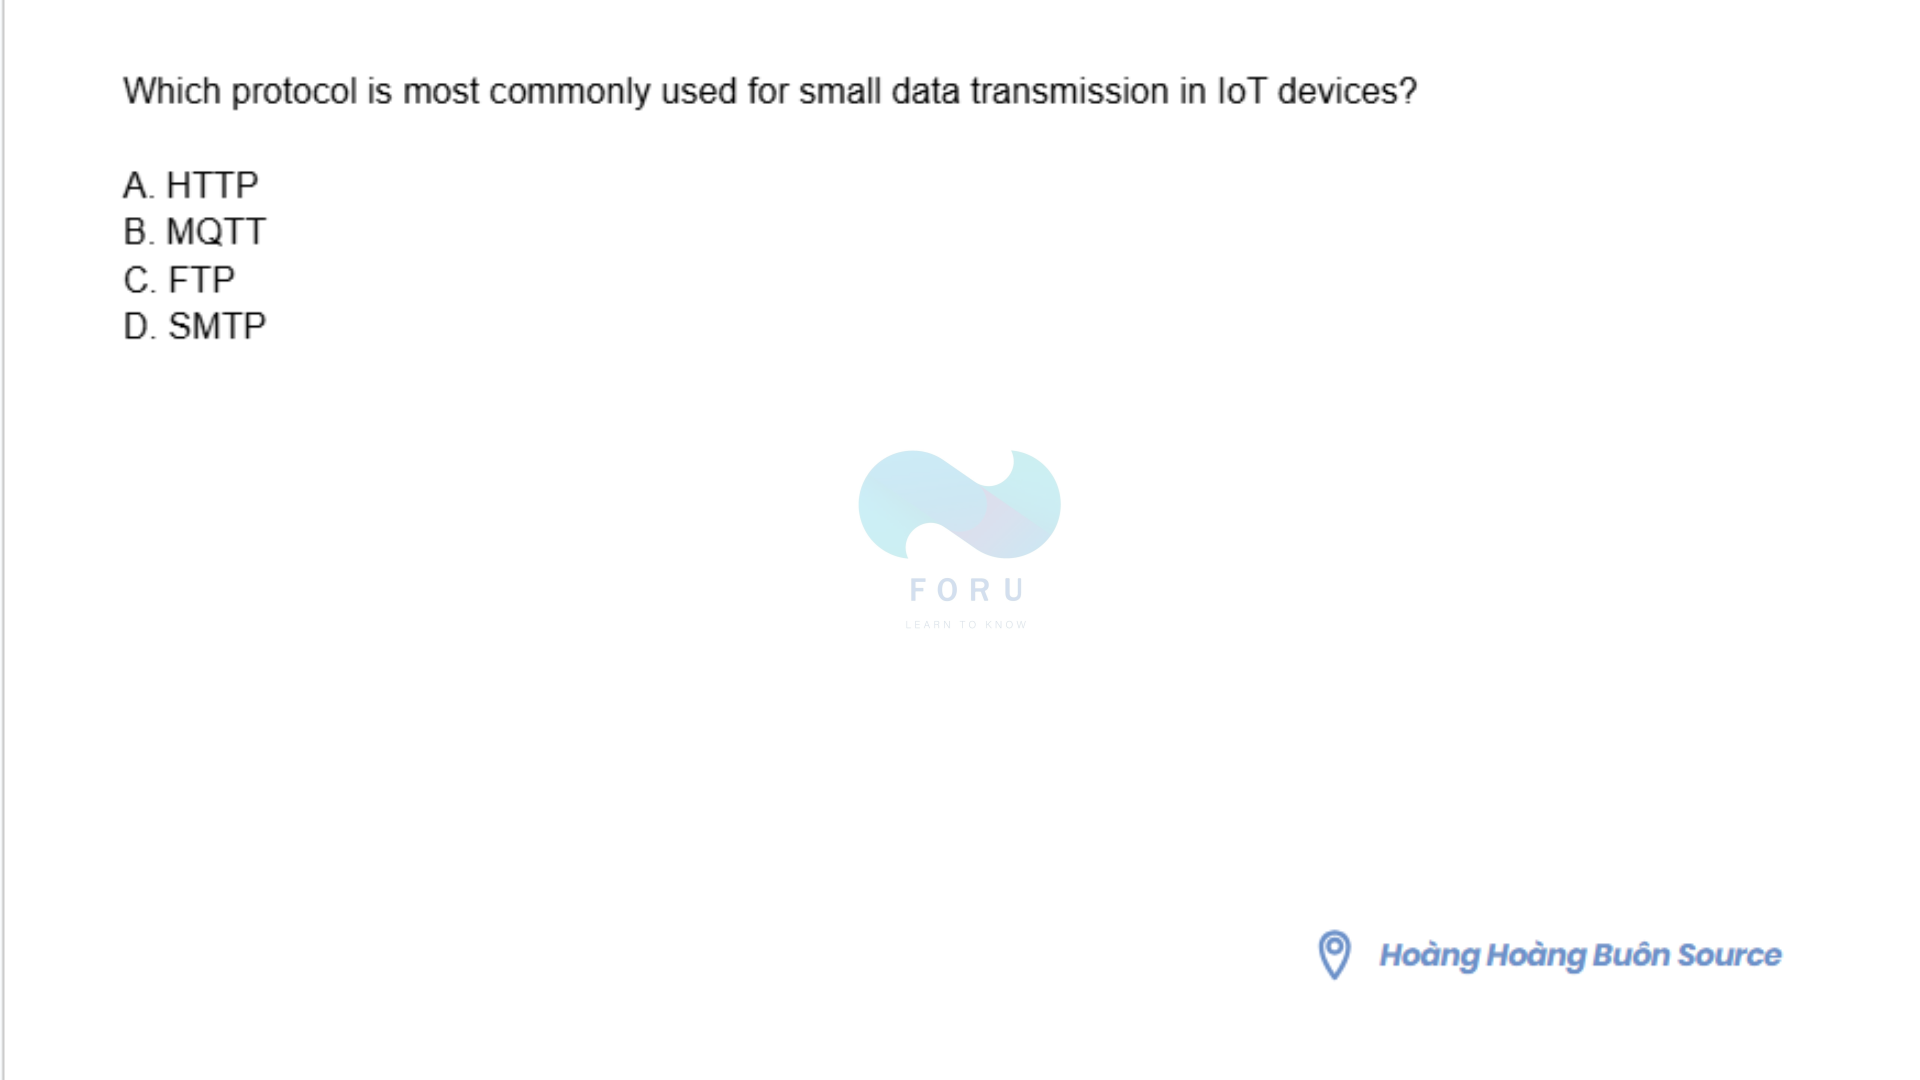 Which protocol is most commonly used for small data transmission in IoT devices?
A. HTTP
B. MQTT
C. FTP
D. SMTP
FORU
LEARN TO KNOW
Hoàng Hoàng Buôn Source